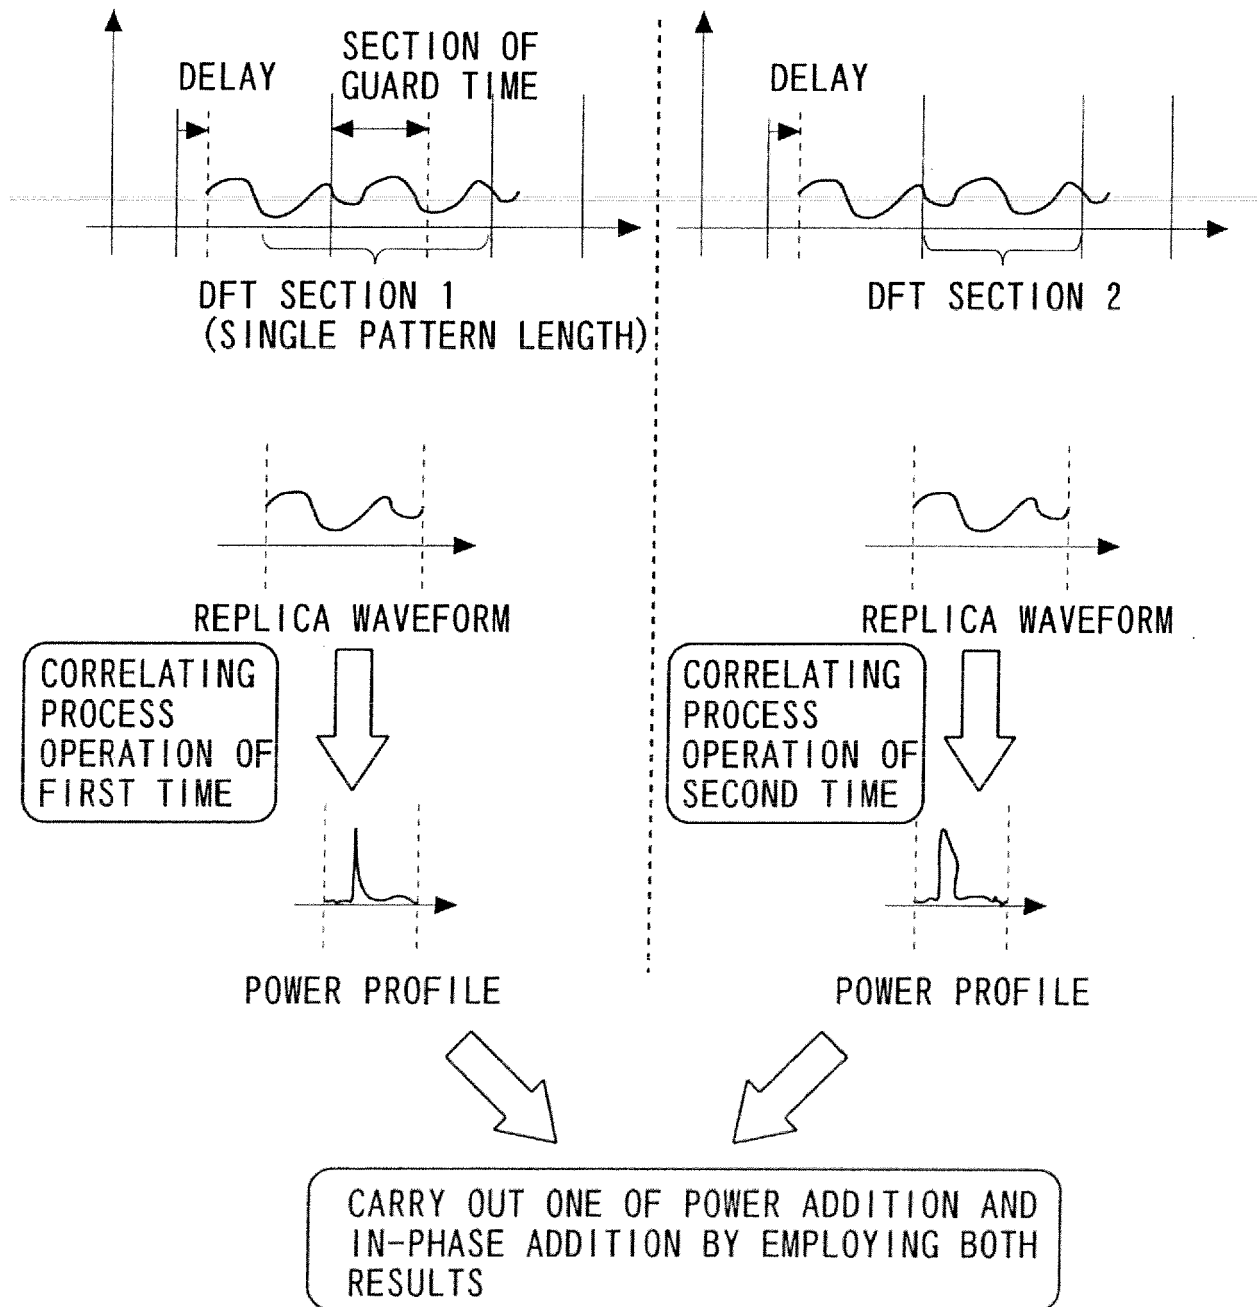 DELAY
SECTION OF
GUARD TIME
DFT SECTION 1
(SINGLE PATTERN LENGTH)
REPLICA WAVEFORM
CORRELATING
PROCESS
OPERATION OF
FIRST TIME
POWER PROFILE
DELAY
DFT SECTION 2
REPLICA WAVEFORM
CORRELATING
PROCESS
OPERATION OF
SECOND TIME
POWER PROFILE
CARRY OUT ONE OF POWER ADDITION AND
IN-PHASE ADDITION BY EMPLOYING BOTH
RESULTS